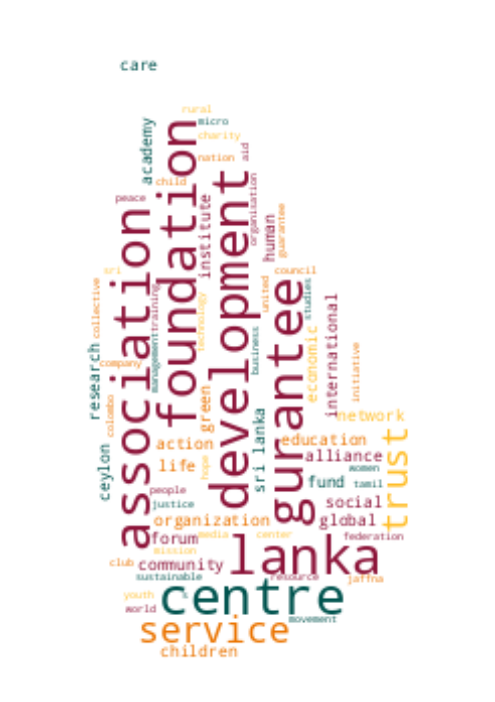 care
rural
micro
academy
foundation
charity
nation
aid
child
development
organisation
peace
institute
human
guarantee
association
sri
council
collective
united
gurantee
studies
managementtraining
technology
international
business
economic
research
initiative
company
green
colombo
sri lanka
network
trust
education
action
ceylon
alliance
life
hope
women
fund
tamil
people
justice
social
organization
global
media
center
forum
federation
mission
lanka
club
community
sustainable
resource
jaffna
centre
youth
s
world
movement
service
children